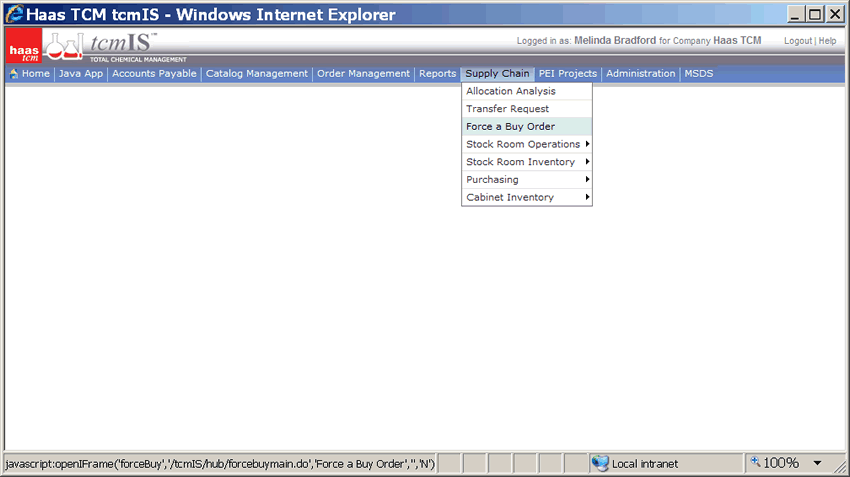 Haas TCM tcmIS - Windows Internet Explorer
haas
tcm
tcmIS™
TOTAL CHEMICAL MANAGEMENT
Logged in as: Melinda Bradford for Company Haas TCM
Logout | Help
Home | Java App | Accounts Payable | Catalog Management | Order Management | Reports | Supply Chain | PEI Projects | Administration | MSDS
Allocation Analysis
Transfer Request
Force a Buy Order
Stock Room Operations
Stock Room Inventory
Purchasing
Cabinet Inventory
javascript:openIFrame('forceBuy','/tcmIS/hub/forcebuymain.do','Force a Buy Order','','N')
Local intranet
100%